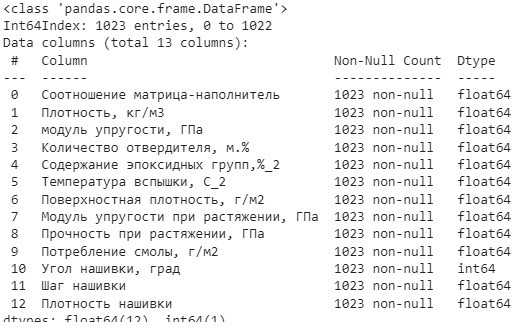 <class 'pandas.core.frame.DataFrame'>
Int64Index: 1023 entries, 0 to 1022
Data columns (total 13 columns):
 #   Column                                Non-Null Count  Dtype
---  ------                                --------------  -----
 0   Соотношение матрица-наполнитель       1023 non-null   float64
 1   Плотность, кг/м3                      1023 non-null   float64
 2   модуль упругости, ГПа                 1023 non-null   float64
 3   Количество отвердителя, м.%           1023 non-null   float64
 4   Содержание эпоксидных групп,%_2       1023 non-null   float64
 5   Температура вспышки, С_2              1023 non-null   float64
 6   Поверхностная плотность, г/м2         1023 non-null   float64
 7   Модуль упругости при растяжении, ГПа  1023 non-null   float64
 8   Прочность при растяжении, ГПа         1023 non-null   float64
 9   Потребление смолы, г/м2               1023 non-null   float64
 10  Угол нашивки, град                    1023 non-null   int64
 11  Шаг нашивки                           1023 non-null   float64
 12  Плотность нашивки                     1023 non-null   float64
dtypes: float64(12), int64(1)